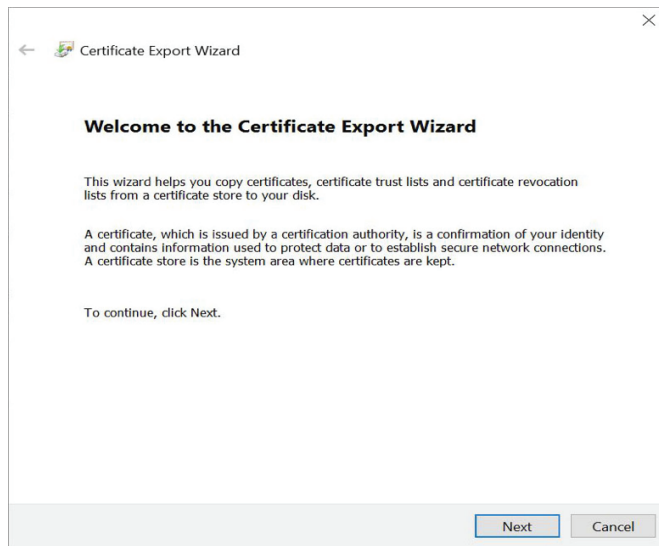 Certificate Export Wizard
Welcome to the Certificate Export Wizard
This wizard helps you copy certificates, certificate trust lists and certificate revocation
lists from a certificate store to your disk.
A certificate, which is issued by a certification authority, is a confirmation of your identity
and contains information used to protect data or to establish secure network connections.
A certificate store is the system area where certificates are kept.
To continue, click Next.
Next Cancel